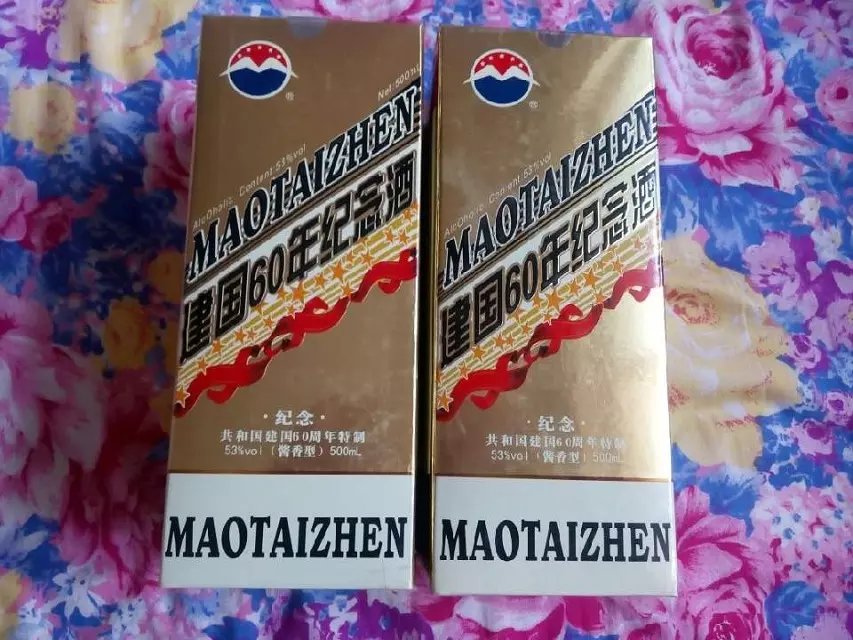 ®
Net:500mL
Alcoholic Content:53%vol
MAOTAIZHEN
建国60年纪念酒
·纪念·
共和国建国60周年特制
53%vol（酱香型）500mL
MAOTAIZHEN
®
Alcoholic Content:53%vol
MAOTAIZHEN
建国60年纪念酒
·纪念·
共和国建国60周年特制
53%vol（酱香型）500mL
MAOTAIZHEN